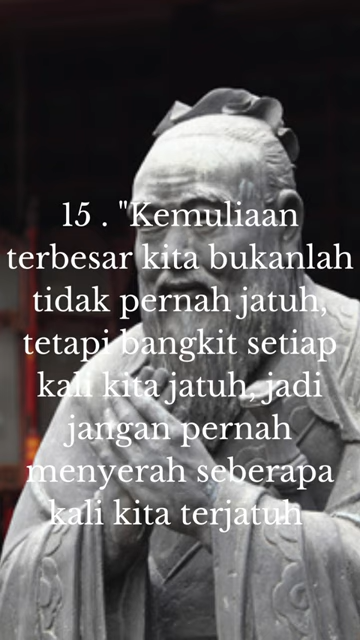 15 . "Kemuliaan
terbesar kita bukanlah
tidak pernah jatuh,
tetapi bangkit setiap
kali kita jatuh, jadi
jangan pernah
menyerah seberapa
kali kita terjatuh